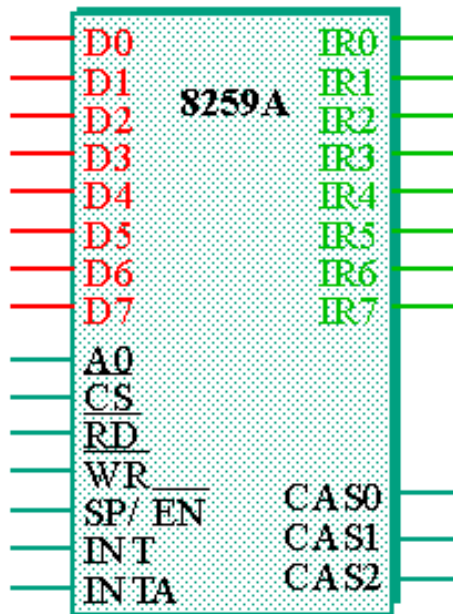 8259A
D0
D1
D2
D3
D4
D5
D6
D7
A0
CS
RD
WR
SP/ EN
INT
INTA
IR0
IR1
IR2
IR3
IR4
IR5
IR6
IR7
CAS0
CAS1
CAS2